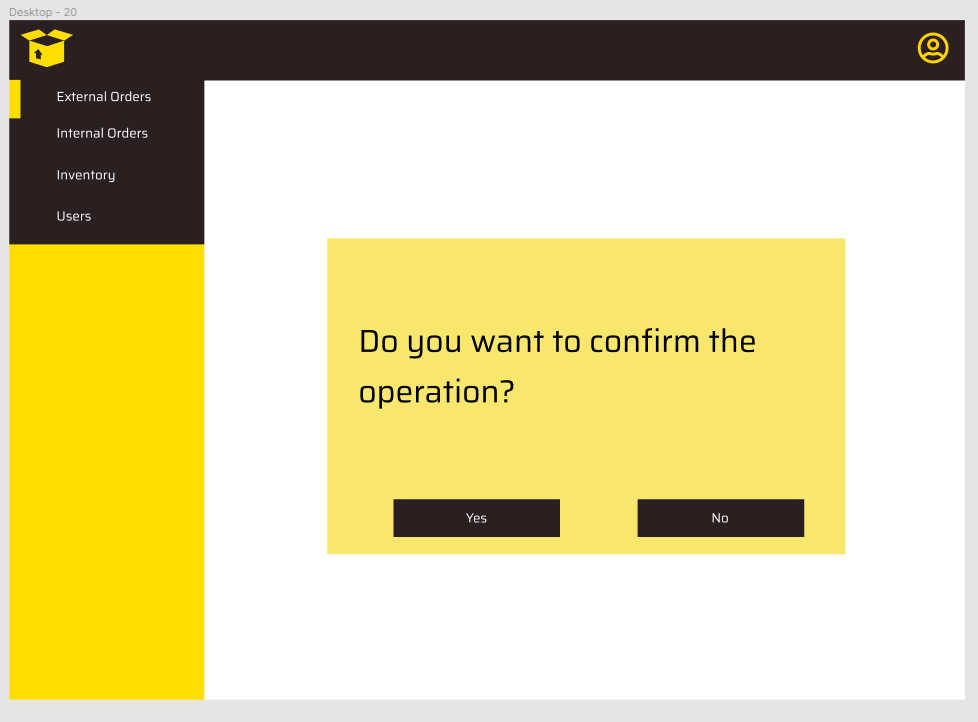 Desktop – 20
External Orders
Internal Orders
Inventory
Users
Do you want to confirm the
operation?
Yes
No